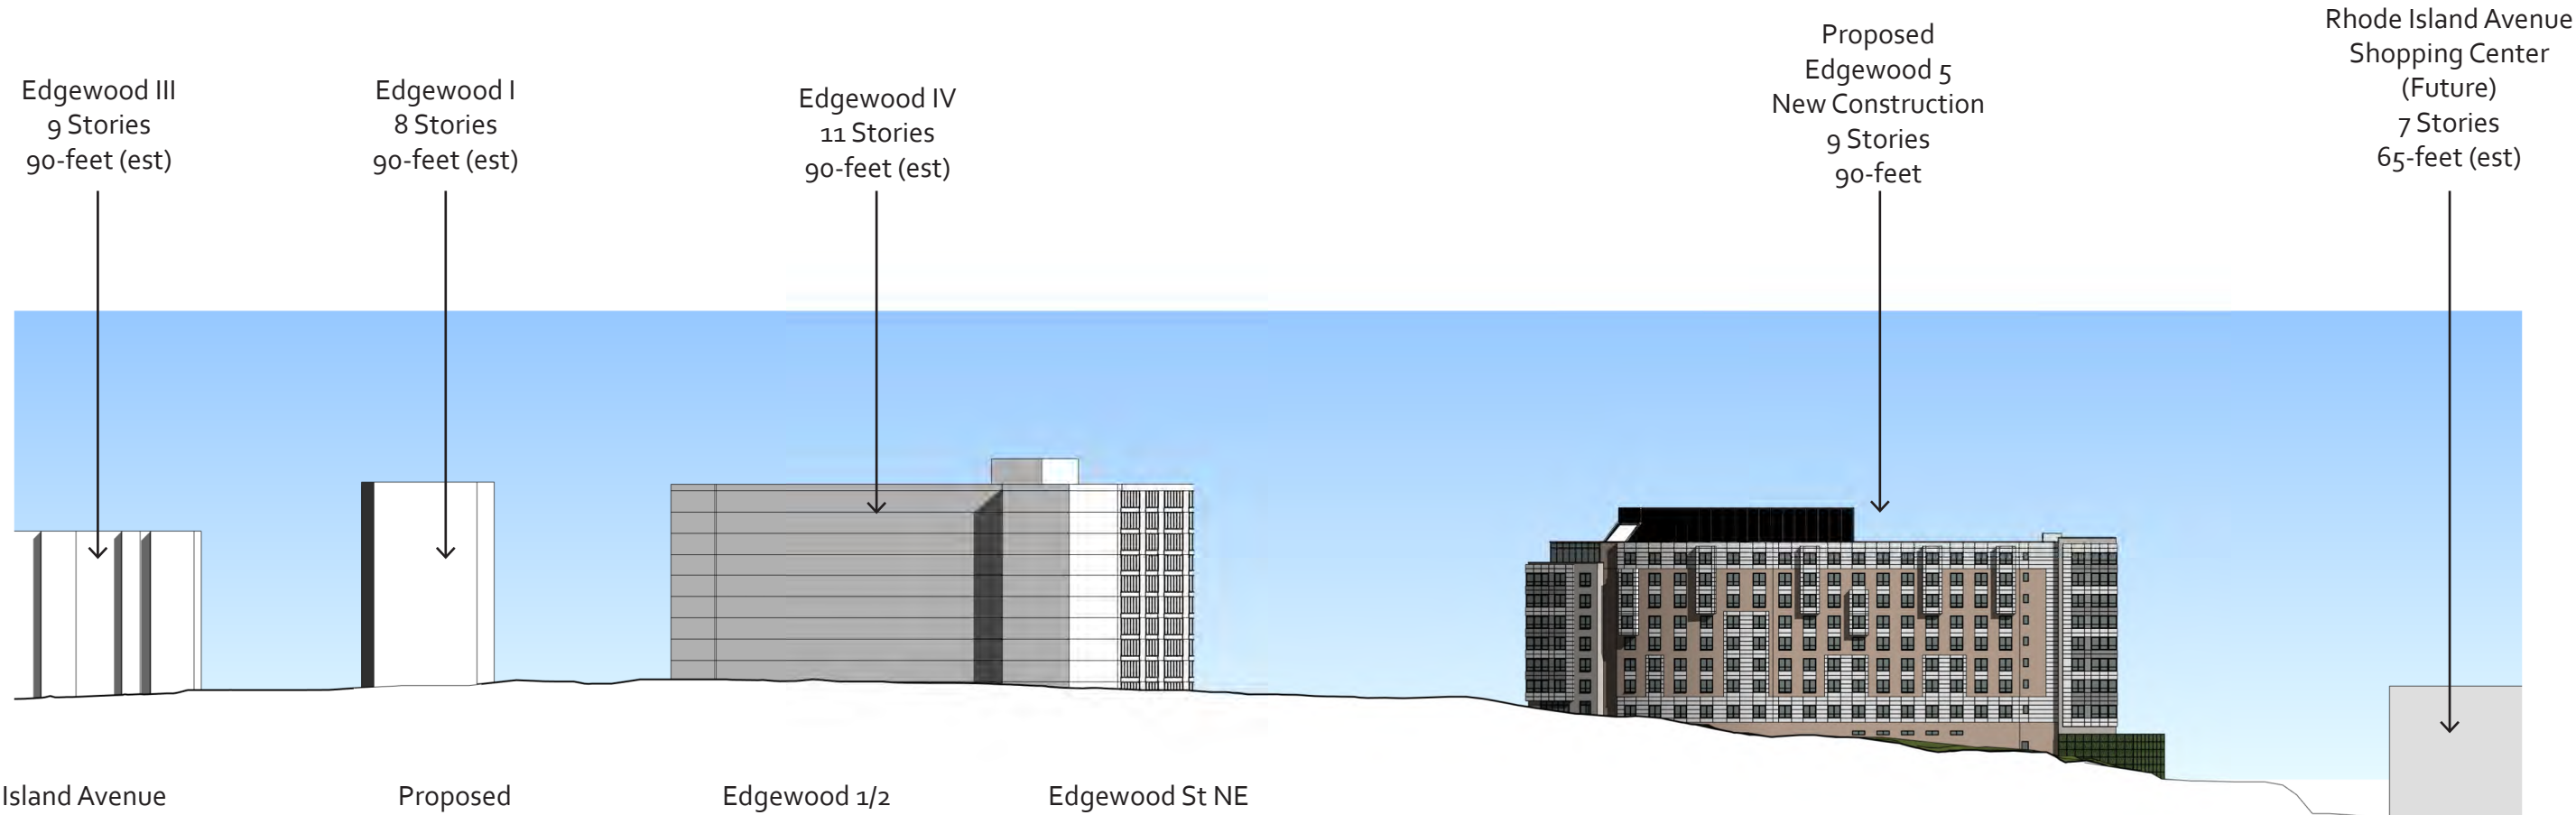 Edgewood III
9 Stories
90-feet (est)
Edgewood I
8 Stories
90-feet (est)
Edgewood IV
11 Stories
90-feet (est)
Proposed
Edgewood 5
New Construction
9 Stories
90-feet
Rhode Island Avenue
Shopping Center
(Future)
7 Stories
65-feet (est)
Island Avenue
Proposed
Edgewood 1/2
Edgewood St NE